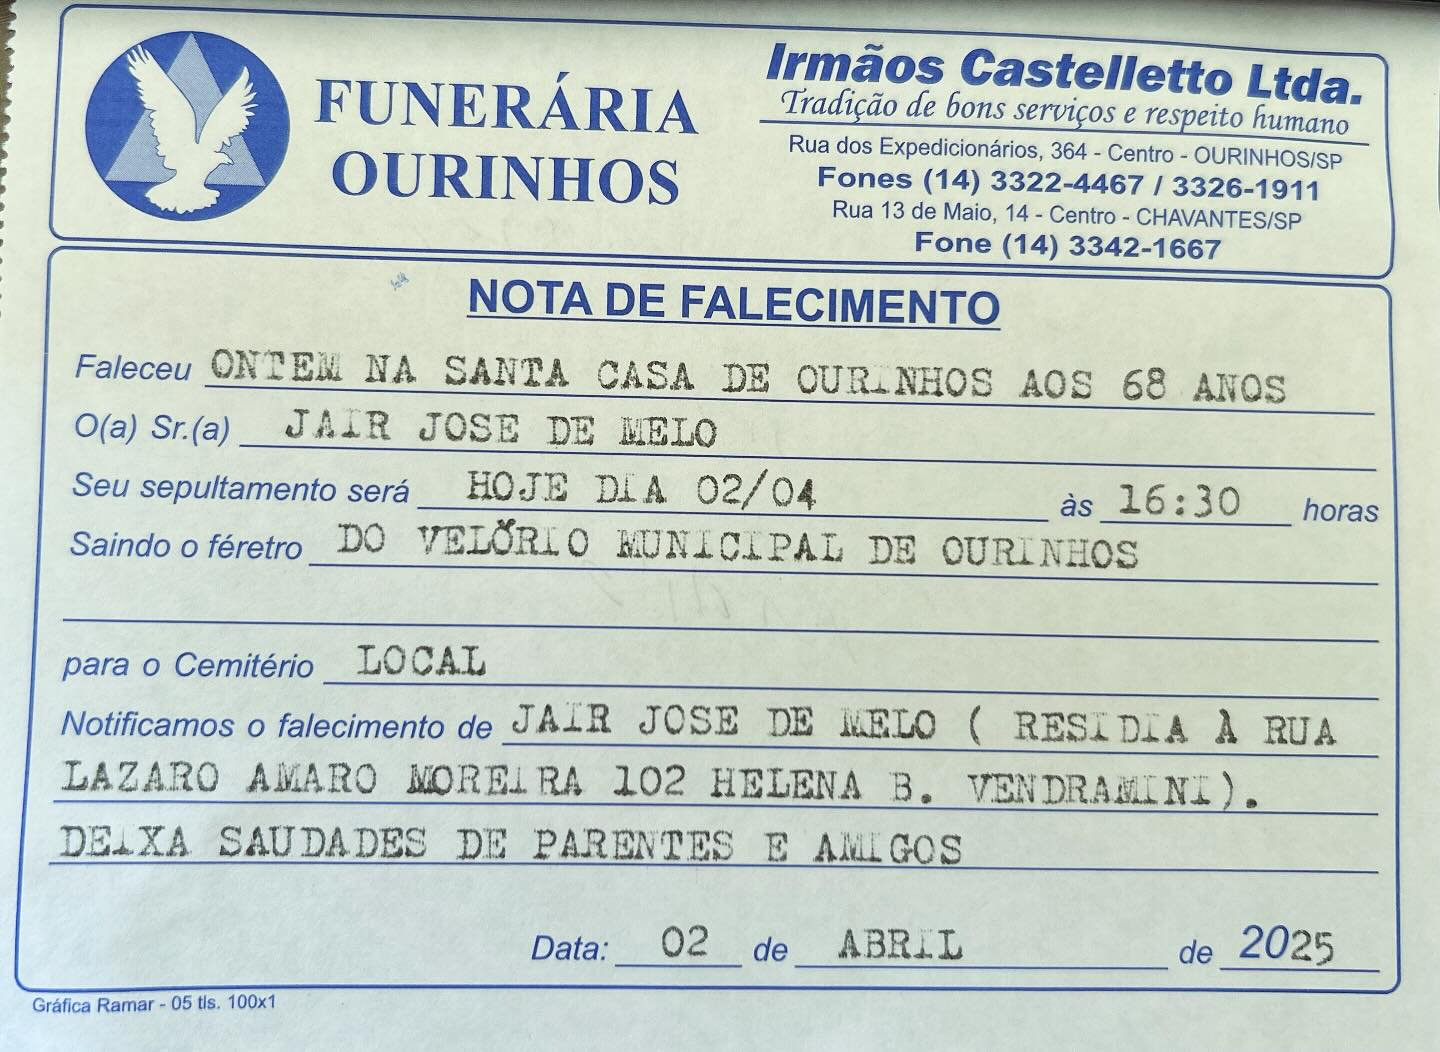 FUNERÁRIA
OURINHOS
Irmãos Castelletto Ltda.
Tradição de bons serviços e respeito humano
Rua dos Expedicionários, 364 - Centro - OURINHOS/SP
Fones (14) 3322-4467 / 3326-1911
Rua 13 de Maio, 14 - Centro - CHAVANTES/SP
Fone (14) 3342-1667
NOTA DE FALECIMENTO
Faleceu ONTEM NA SANTA CASA DE OURINHOS AOS 68 ANOS
O(a) Sr.(a) JAIR JOSE DE MELO
Seu sepultamento será HOJE DIA 02/04 às 16:30 horas
Saindo o féretro DO VELÓRIO MUNICIPAL DE OURINHOS
para o Cemitério LOCAL
Notificamos o falecimento de JAIR JOSE DE MELO ( RESIDIA À RUA
LAZARO AMARO MOREIRA 102 HELENA B. VENDRAMINI).
DEIXA SAUDADES DE PARENTES E AMIGOS
Data: 02 de ABRIL de 2025
Gráfica Ramar - 05 tls. 100x1